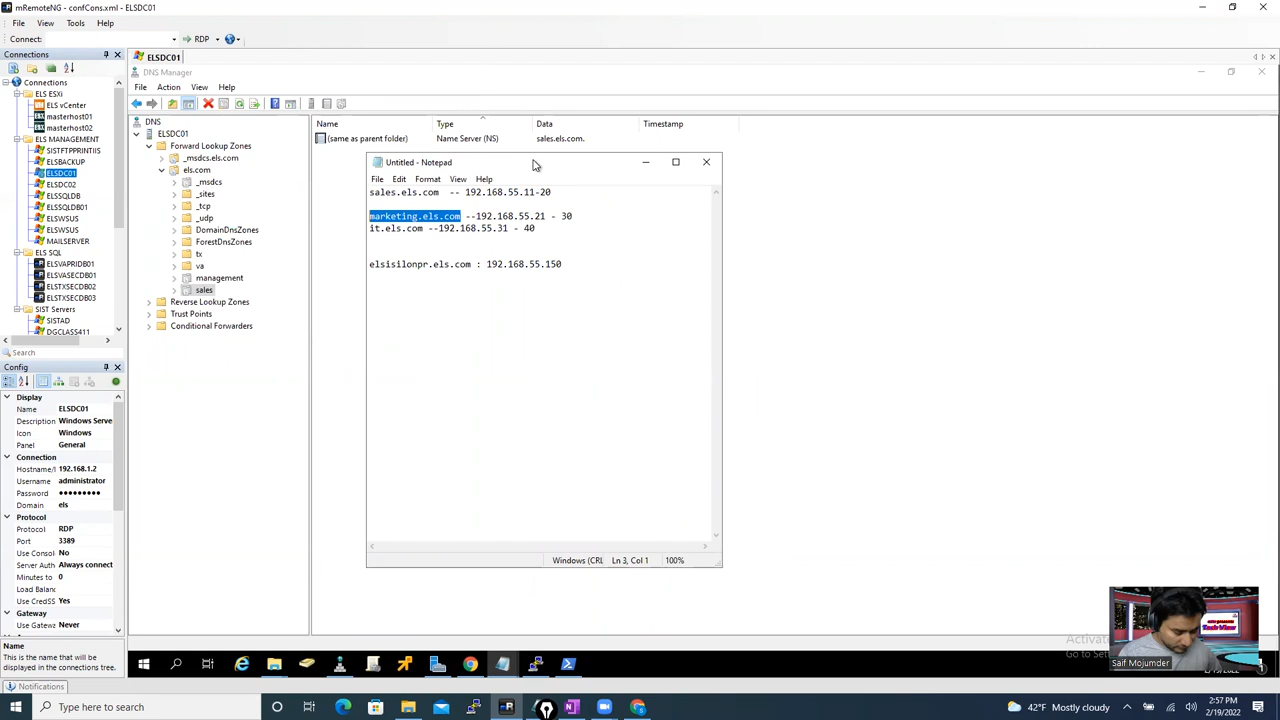 mRemoteNG - confCons.xml - ELSDC01
File View Tools Help
Connect: RDP
Connections
ELSDC01
DNS Manager
File Action View Help
Connections
ELS ESXi
ELS vCenter
masterhost01
masterhost02
ELS MANAGEMENT
SISTFTPPRINTIIS
ELSBACKUP
ELSDC01
ELSDC02
ELSSQLDB
ELSSQLDB01
ELSWSUS
ELSWSUS
MAILSERVER
ELS SQL
ELSVAPRIDB01
ELSVASECDB01
ELSTXSECDB02
ELSTXSECDB03
SIST Servers
SISTAD
DGCLASS411
Search
DNS
ELSDC01
Forward Lookup Zones
_msdcs.els.com
els.com
_msdcs
_sites
_tcp
_udp
DomainDnsZones
ForestDnsZones
tx
va
management
sales
Reverse Lookup Zones
Trust Points
Conditional Forwarders
Name Type Data Timestamp
(same as parent folder) Name Server (NS) sales.els.com.
Untitled - Notepad
File Edit Format View Help
sales.els.com -- 192.168.55.11-20
marketing.els.com --192.168.55.21 - 30
it.els.com --192.168.55.31 - 40
elsisilonpr.els.com : 192.168.55.150
Windows (CRL Ln 3, Col 1 100%
Config
Display
Name ELSDC01
Description Windows Serve
Icon Windows
Panel General
Connection
Hostname/I 192.168.1.2
Username administrator
Password •••••••••
Domain els
Protocol
Protocol RDP
Port 3389
Use Consol No
Server Auth Always connect
Minutes to 0
Load Balanc
Use CredSS Yes
Gateway
Use Gatewa Never
Name
This is the name that will be
displayed in the connections tree.
Notifications
Saif Mojumder
Type here to search
42°F Mostly cloudy
2:57 PM
2/19/2022